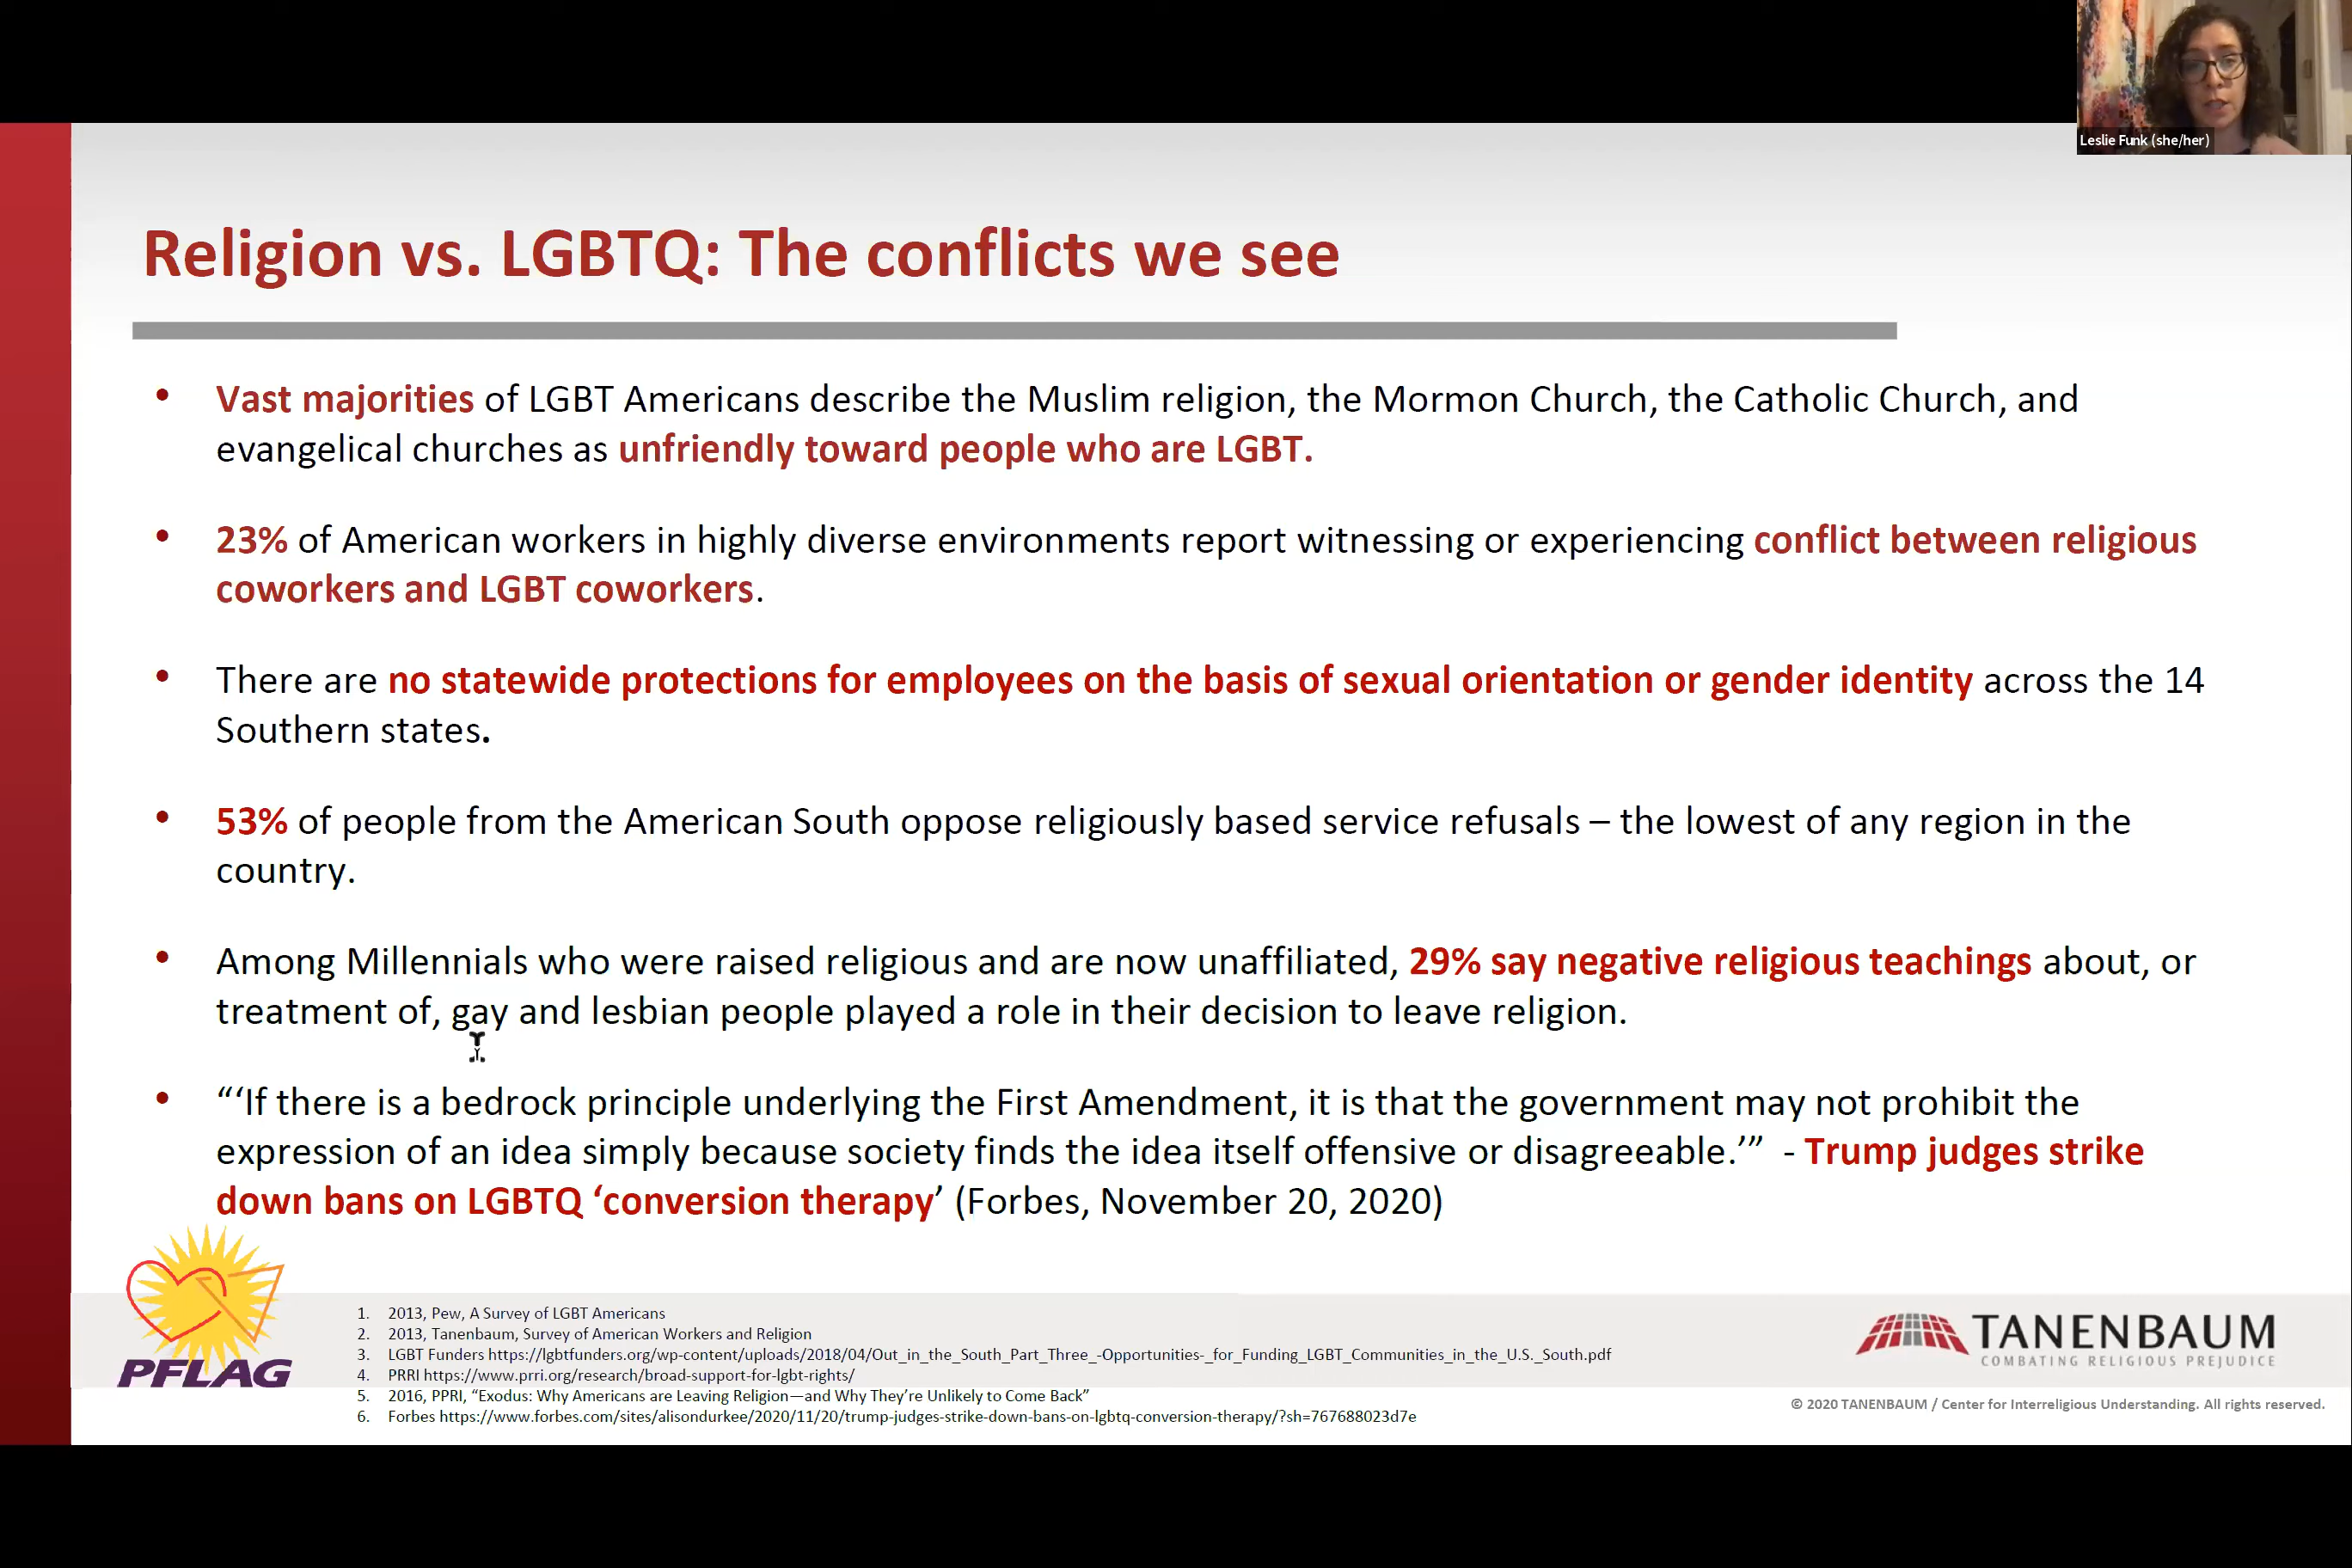 Leslie Funk (she/her)
Religion vs. LGBTQ: The conflicts we see
• Vast majorities of LGBT Americans describe the Muslim religion, the Mormon Church, the Catholic Church, and
evangelical churches as unfriendly toward people who are LGBT.
• 23% of American workers in highly diverse environments report witnessing or experiencing conflict between religious
coworkers and LGBT coworkers.
• There are no statewide protections for employees on the basis of sexual orientation or gender identity across the 14
Southern states.
• 53% of people from the American South oppose religiously based service refusals – the lowest of any region in the
country.
• Among Millennials who were raised religious and are now unaffiliated, 29% say negative religious teachings about, or
treatment of, gay and lesbian people played a role in their decision to leave religion.
• “‘If there is a bedrock principle underlying the First Amendment, it is that the government may not prohibit the
expression of an idea simply because society finds the idea itself offensive or disagreeable.’” - Trump judges strike
down bans on LGBTQ ‘conversion therapy’ (Forbes, November 20, 2020)
PFLAG
1. 2013, Pew, A Survey of LGBT Americans
2. 2013, Tanenbaum, Survey of American Workers and Religion
3. LGBT Funders https://lgbtfunders.org/wp-content/uploads/2018/04/Out_in_the_South_Part_Three_-Opportunities-_for_Funding_LGBT_Communities_in_the_U.S._South.pdf
4. PRRI https://www.prri.org/research/broad-support-for-lgbt-rights/
5. 2016, PPRI, “Exodus: Why Americans are Leaving Religion—and Why They’re Unlikely to Come Back”
6. Forbes https://www.forbes.com/sites/alisondurkee/2020/11/20/trump-judges-strike-down-bans-on-lgbtq-conversion-therapy/?sh=767688023d7e
TANENBAUM
COMBATING RELIGIOUS PREJUDICE
© 2020 TANENBAUM / Center for Interreligious Understanding. All rights reserved.